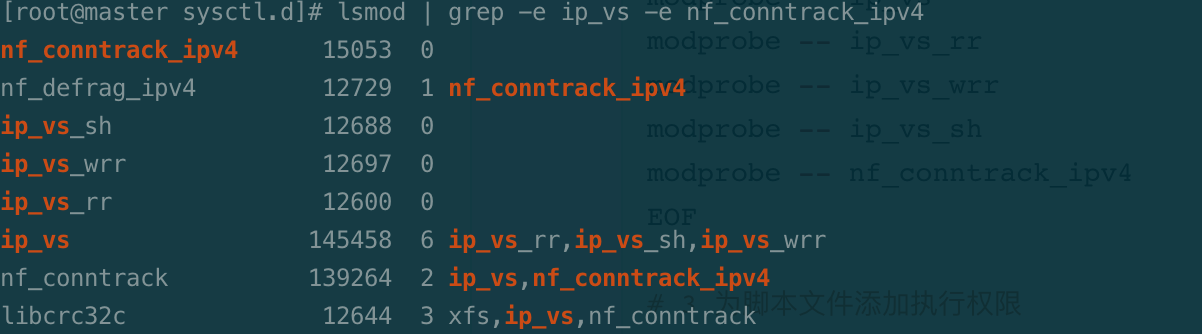 [root@master sysctl.d]# lsmod | grep -e ip_vs -e nf_conntrack_ipv4
nf_conntrack_ipv4      15053  0
nf_defrag_ipv4         12729  1 nf_conntrack_ipv4
ip_vs_sh               12688  0
ip_vs_wrr              12697  0
ip_vs_rr               12600  0
ip_vs                 145458  6 ip_vs_rr,ip_vs_sh,ip_vs_wrr
nf_conntrack          139264  2 ip_vs,nf_conntrack_ipv4
libcrc32c              12644  3 xfs,ip_vs,nf_conntrack
modprobe -- ip_vs
modprobe -- ip_vs_rr
modprobe -- ip_vs_wrr
modprobe -- ip_vs_sh
modprobe -- nf_conntrack_ipv4
EOF
为脚本文件添加执行权限